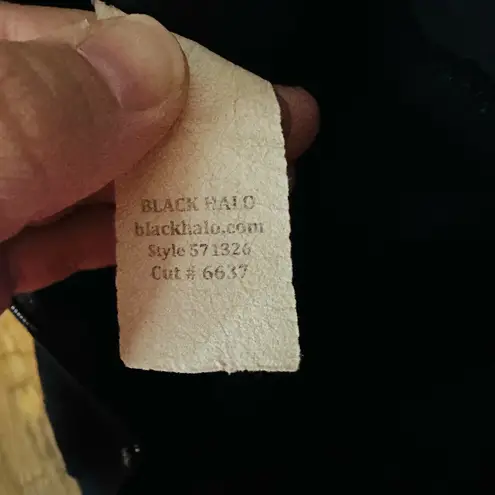 BLACK HALO
blackhalo.com
Style 571326
Cut # 6637